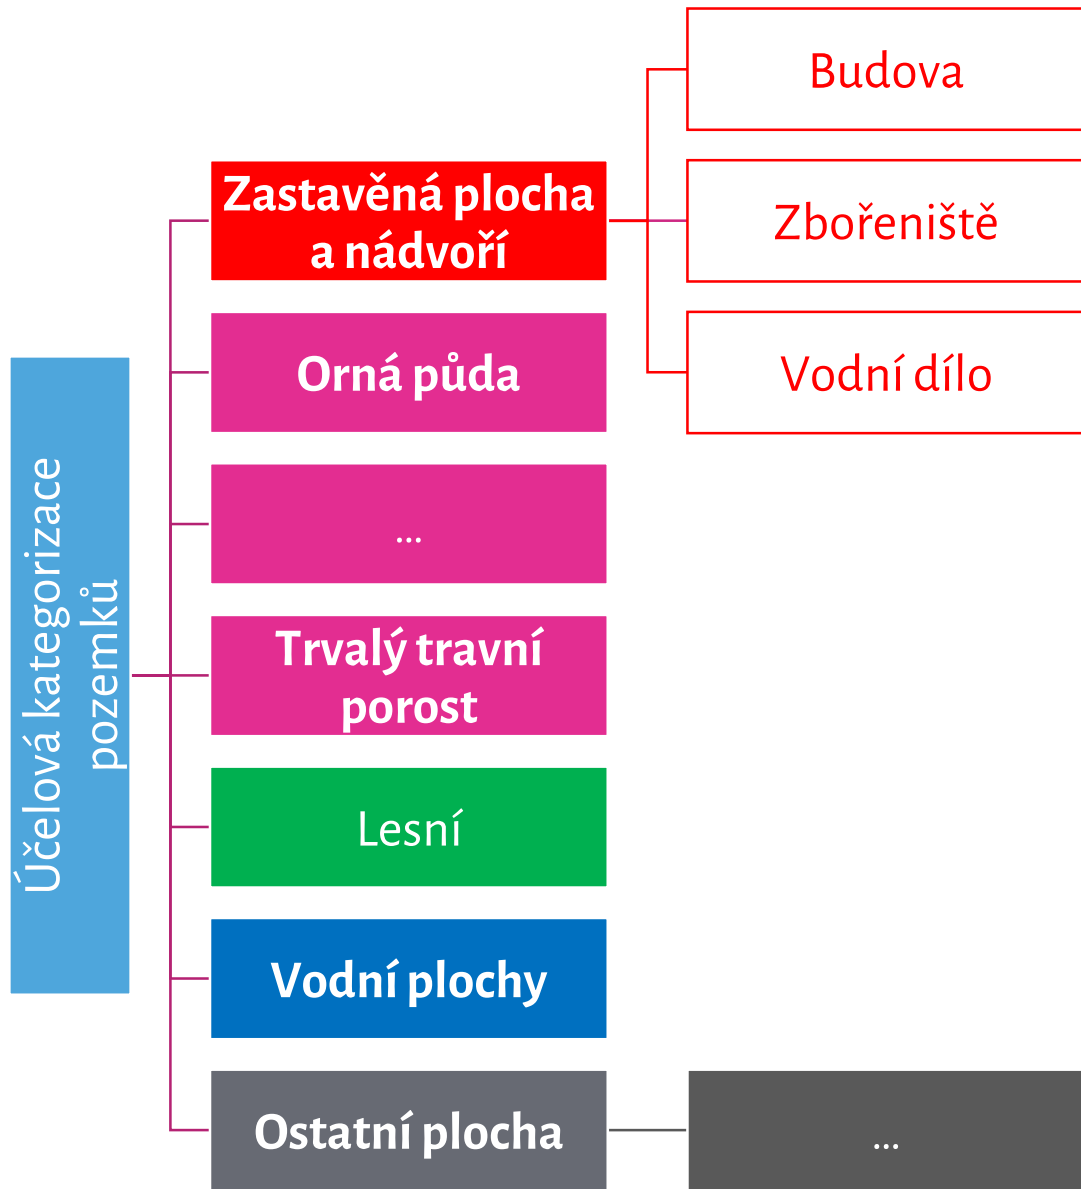 Účelová kategorizace
pozemků
Zastavěná plocha
a nádvoří
Budova
Zbořeniště
Vodní dílo
Orná půda
...
Trvalý travní
porost
Lesní
Vodní plochy
Ostatní plocha
...